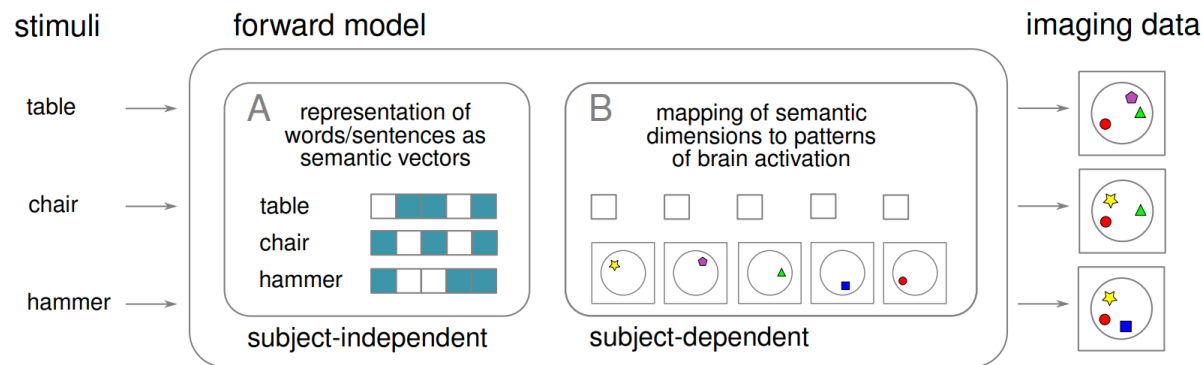 stimuli
forward model
imaging data
table
chair
hammer
A
representation of
words/sentences as
semantic vectors
table
chair
hammer
subject-independent
B
mapping of semantic
dimensions to patterns
of brain activation
subject-dependent